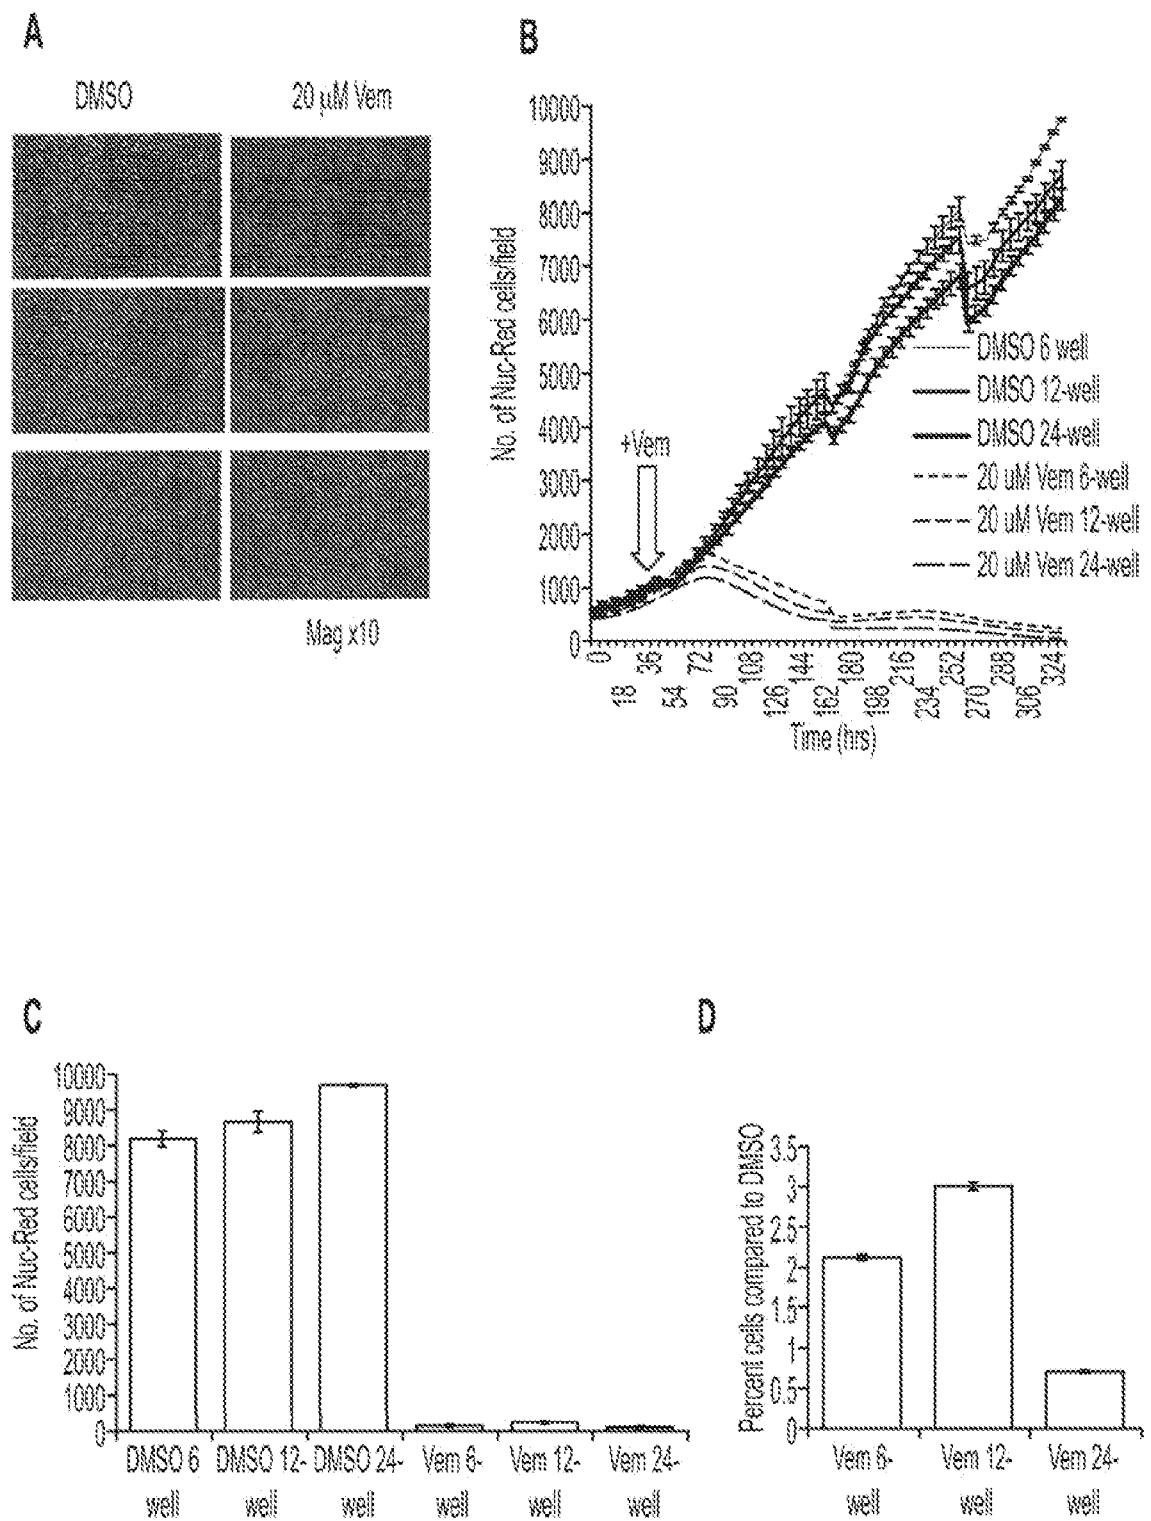 A
DMSO
20 µM Vem
Mag x10
B
No. of Nuc-Red cells/field
10000
9000
8000
7000
6000
5000
4000
3000
2000
1000
0
+Vem
DMSO 6 well
DMSO 12-well
DMSO 24-well
20 uM Vem 6-well
20 uM Vem 12-well
20 uM Vem 24-well
0
18
36
54
72
90
108
126
144
162
180
198
216
234
252
270
288
306
324
Time (hrs)
C
No. of Nuc-Red cells/field
10000
9000
8000
7000
6000
5000
4000
3000
2000
1000
0
DMSO 6 DMSO 12- DMSO 24- Vem 6- Vem 12- Vem 24-
well well well well well well
D
Percent cells compared to DMSO
3.5
3
2.5
2
1.5
1
0.5
0
Vem 6- Vem 12- Vem 24-
well well well